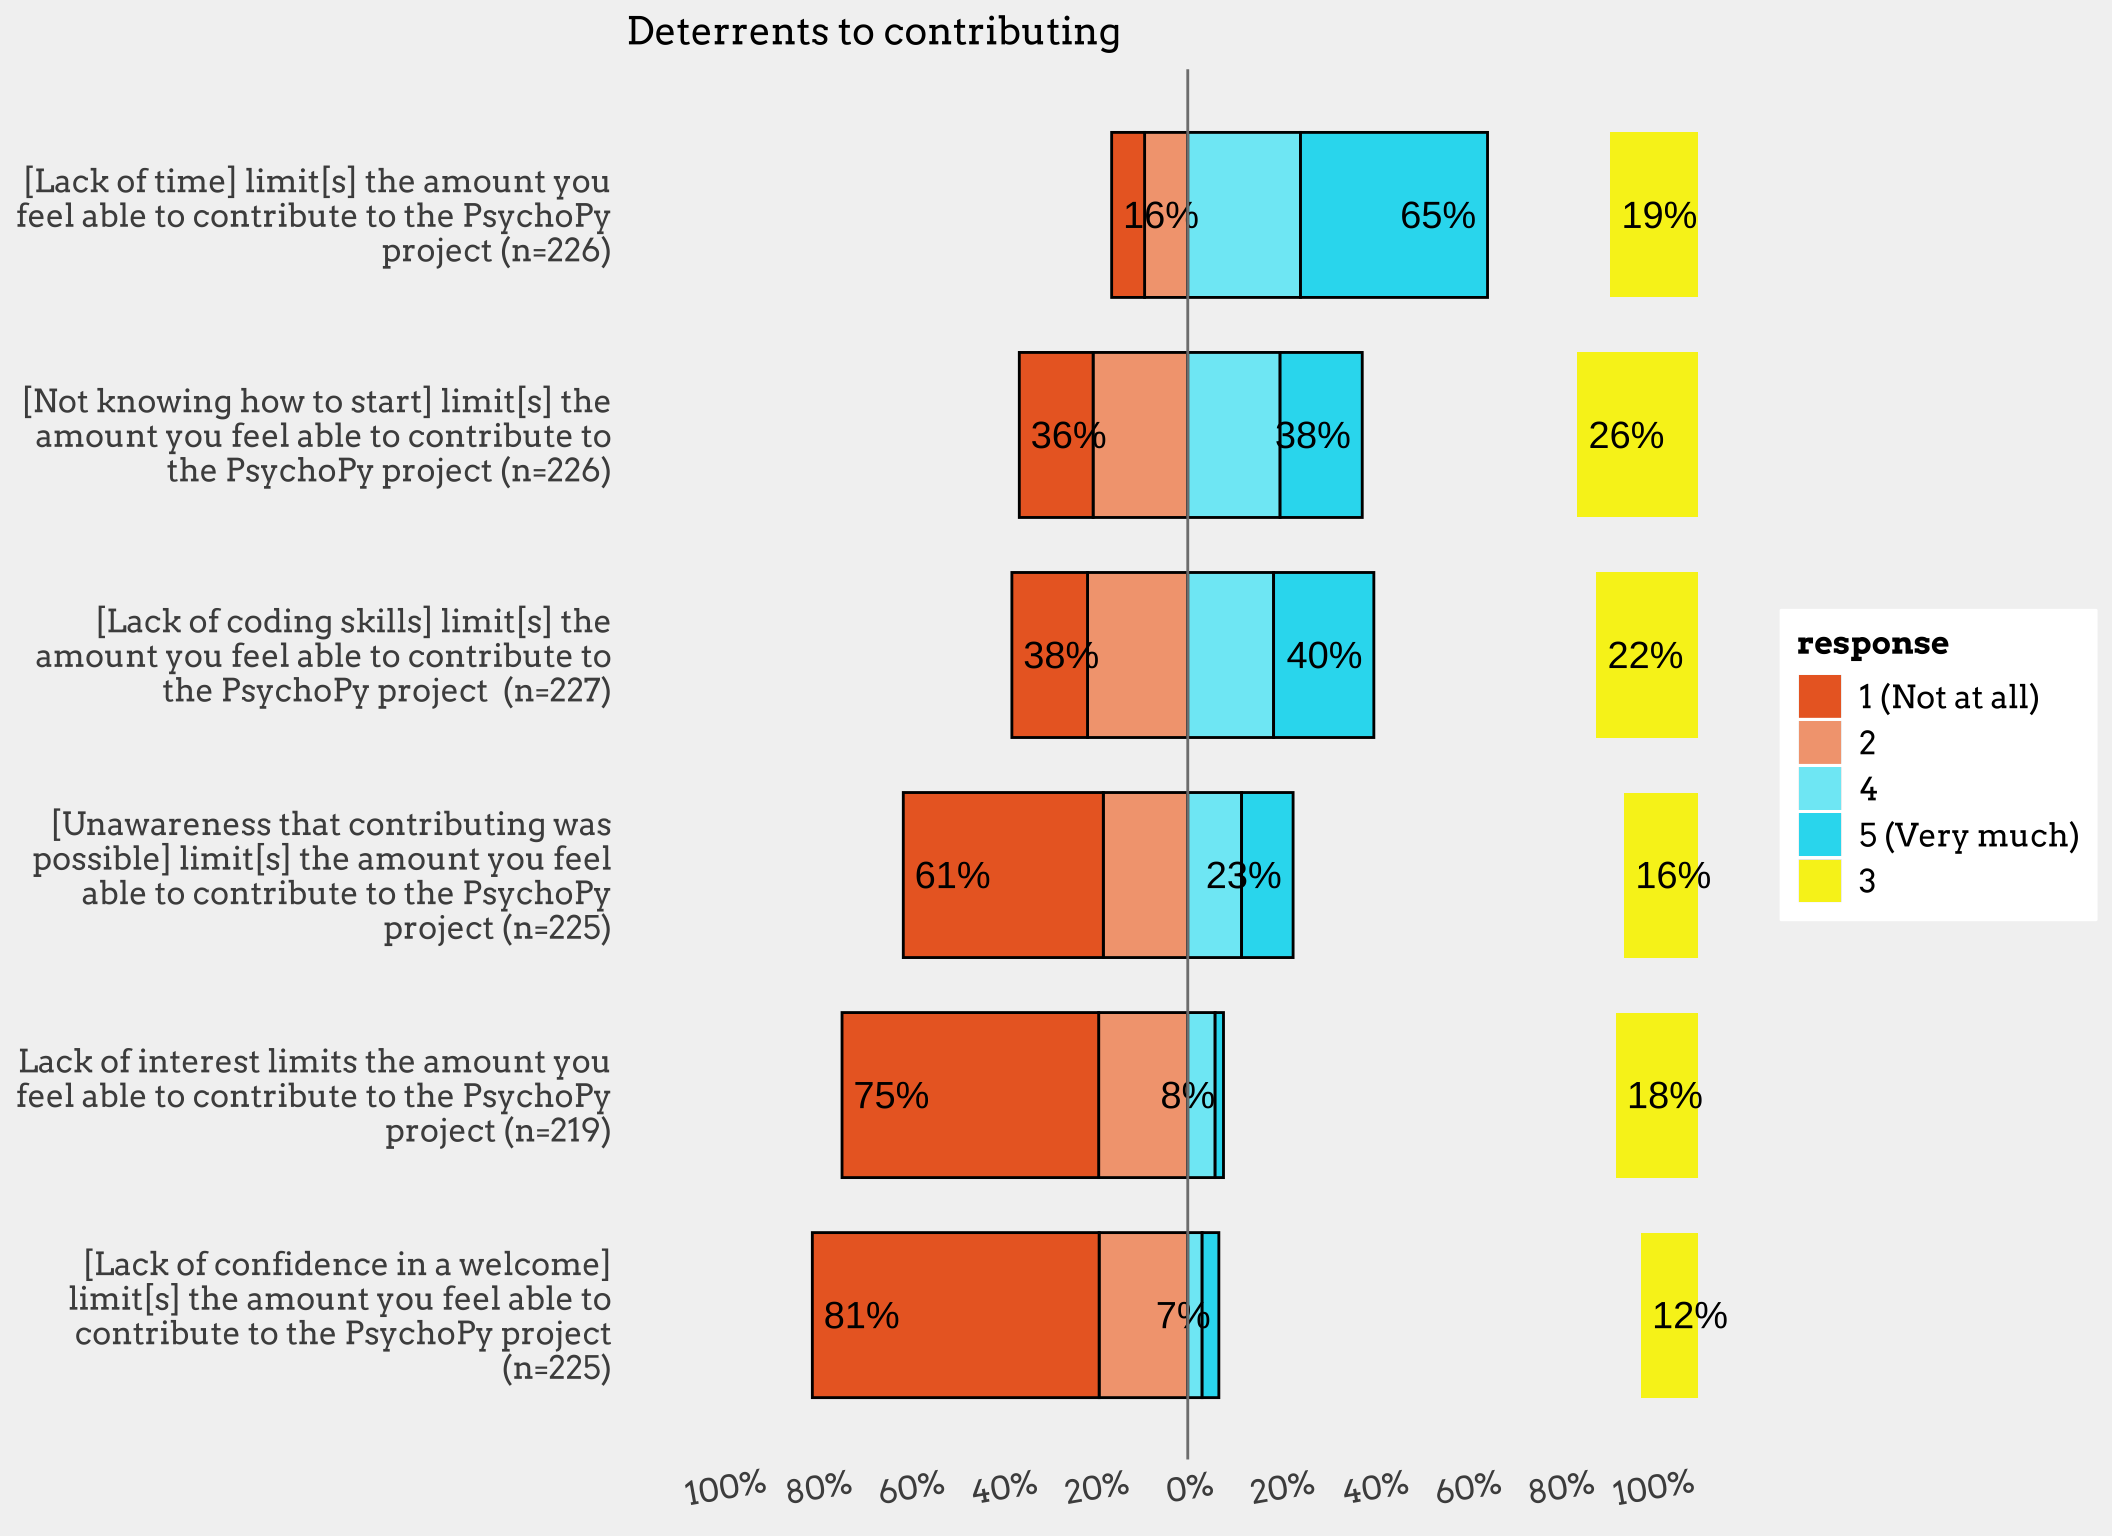 Deterrents to contributing
[Lack of time] limit[s] the amount you
feel able to contribute to the PsychoPy
project (n=226)
16%
65%
19%
[Not knowing how to start] limit[s] the
amount you feel able to contribute to
the PsychoPy project (n=226)
36%
38%
26%
[Lack of coding skills] limit[s] the
amount you feel able to contribute to
the PsychoPy project (n=227)
38%
40%
22%
[Unawareness that contributing was
possible] limit[s] the amount you feel
able to contribute to the PsychoPy
project (n=225)
61%
23%
16%
Lack of interest limits the amount you
feel able to contribute to the PsychoPy
project (n=219)
75%
8%
18%
[Lack of confidence in a welcome]
limit[s] the amount you feel able to
contribute to the PsychoPy project
(n=225)
81%
7%
12%
100% 80% 60% 40% 20% 0% 20% 40% 60% 80% 100%
response
1 (Not at all)
2
4
5 (Very much)
3